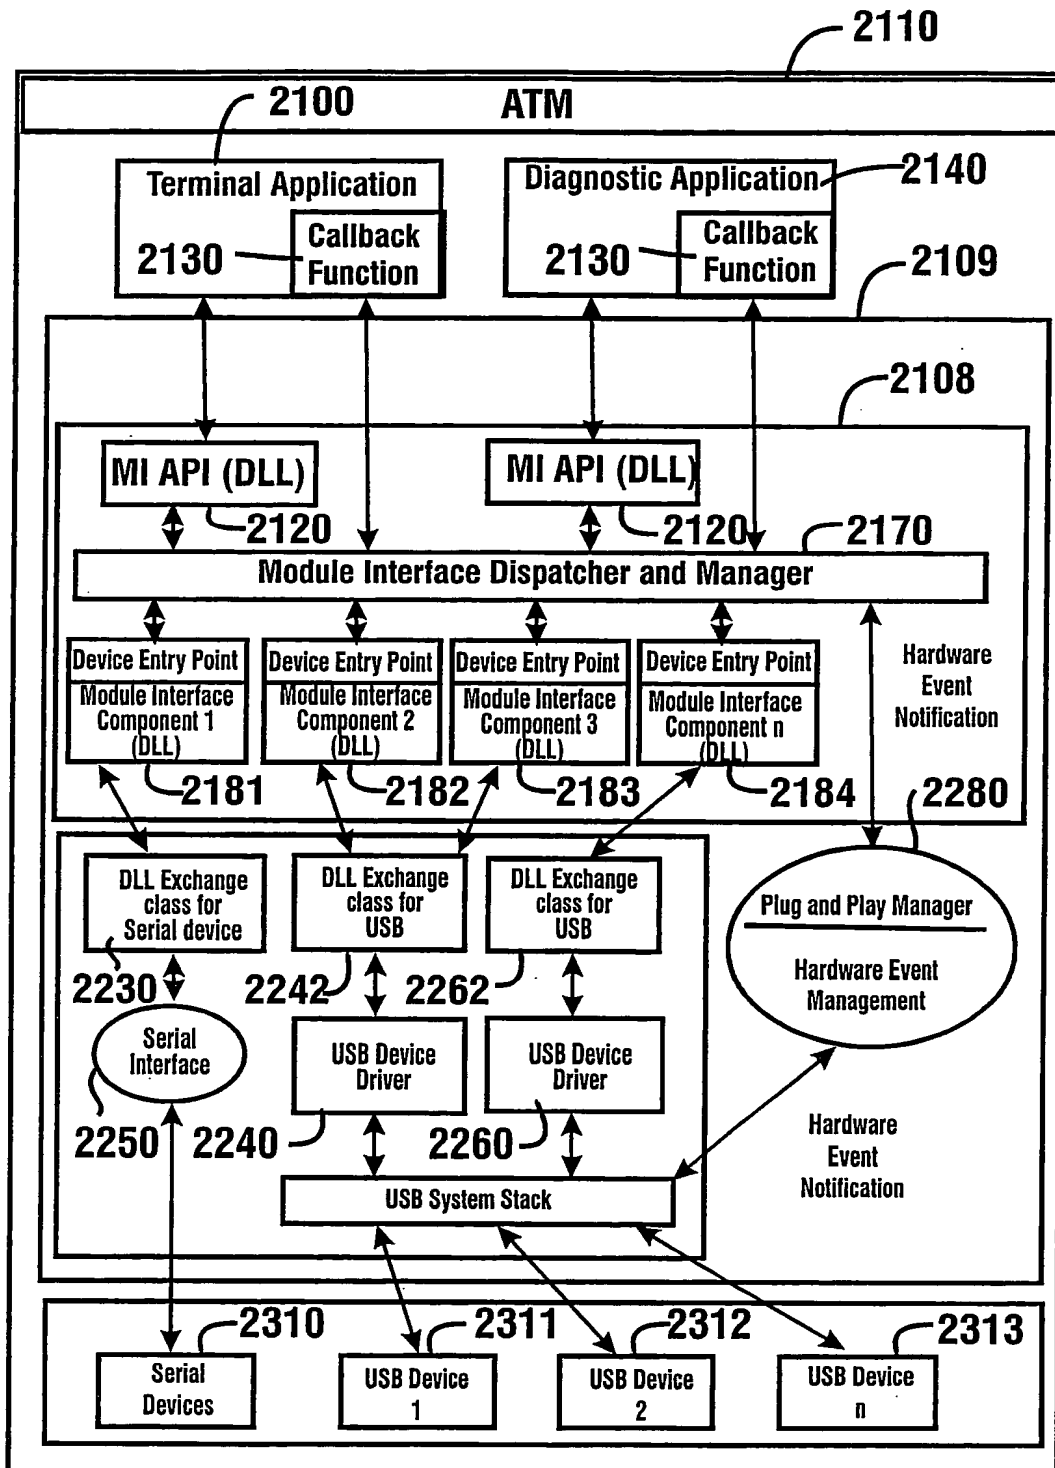 2110
ATM
2100
Terminal Application
2130
Callback
Function
Diagnostic Application
2140
2130
Callback
Function
2109
2108
MI API (DLL)
2120
MI API (DLL)
2120
2170
Module Interface Dispatcher and Manager
Device Entry Point
Module Interface
Component 1
(DLL)
2181
Device Entry Point
Module Interface
Component 2
(DLL)
2182
Device Entry Point
Module Interface
Component 3
(DLL)
2183
Device Entry Point
Module Interface
Component n
(DLL)
2184
Hardware
Event
Notification
2280
DLL Exchange
class for
Serial device
2230
DLL Exchange
class for
USB
2242
DLL Exchange
class for
USB
2262
Plug and Play Manager
Hardware Event
Management
Serial
Interface
2250
USB Device
Driver
2240
USB Device
Driver
2260
Hardware
Event
Notification
USB System Stack
2310
Serial
Devices
2311
USB Device
1
2312
USB Device
2
2313
USB Device
n